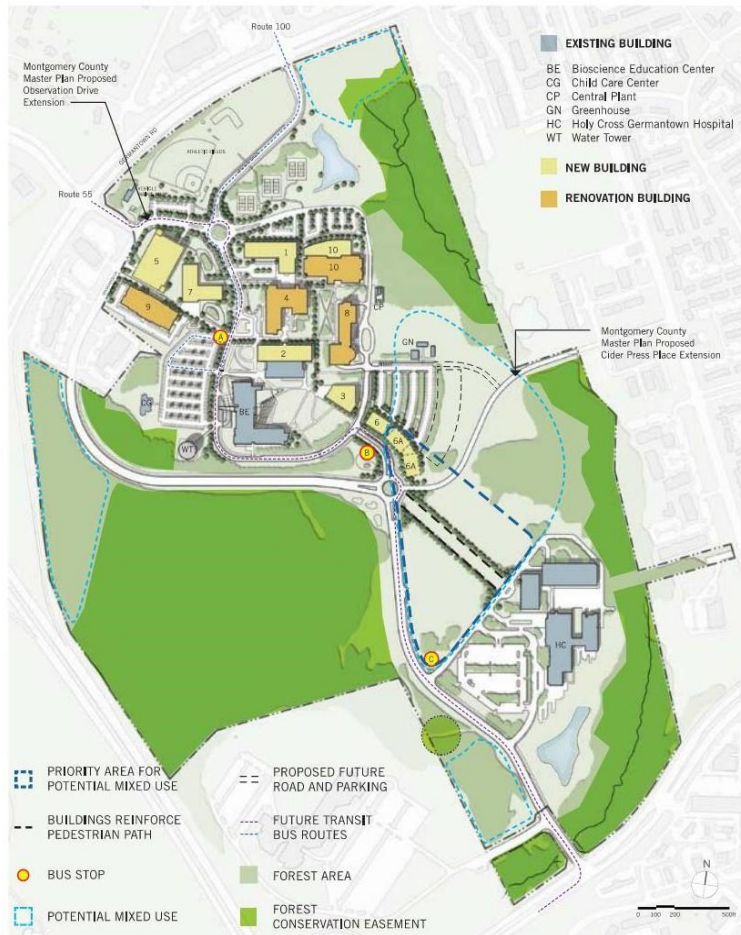 Route 100
Montgomery County
Master Plan Proposed
Observation Drive
Extension
GERMANTOWN RD
ATHLETIC FIELDS
Route 55
EXISTING BUILDING
BE Bioscience Education Center
CG Child Care Center
CP Central Plant
GN Greenhouse
HC Holy Cross Germantown Hospital
WT Water Tower
NEW BUILDING
RENOVATION BUILDING
5
7
9
1
10
10
4
8
CP
A
2
GN
Montgomery County
Master Plan Proposed
Cider Press Place Extension
CG
BE
3
6
6A
6A
WT
B
HC
C
PRIORITY AREA FOR
POTENTIAL MIXED USE
BUILDINGS REINFORCE
PEDESTRIAN PATH
BUS STOP
POTENTIAL MIXED USE
PROPOSED FUTURE
ROAD AND PARKING
FUTURE TRANSIT
BUS ROUTES
FOREST AREA
FOREST
CONSERVATION EASEMENT
N
0 100 200 500ft